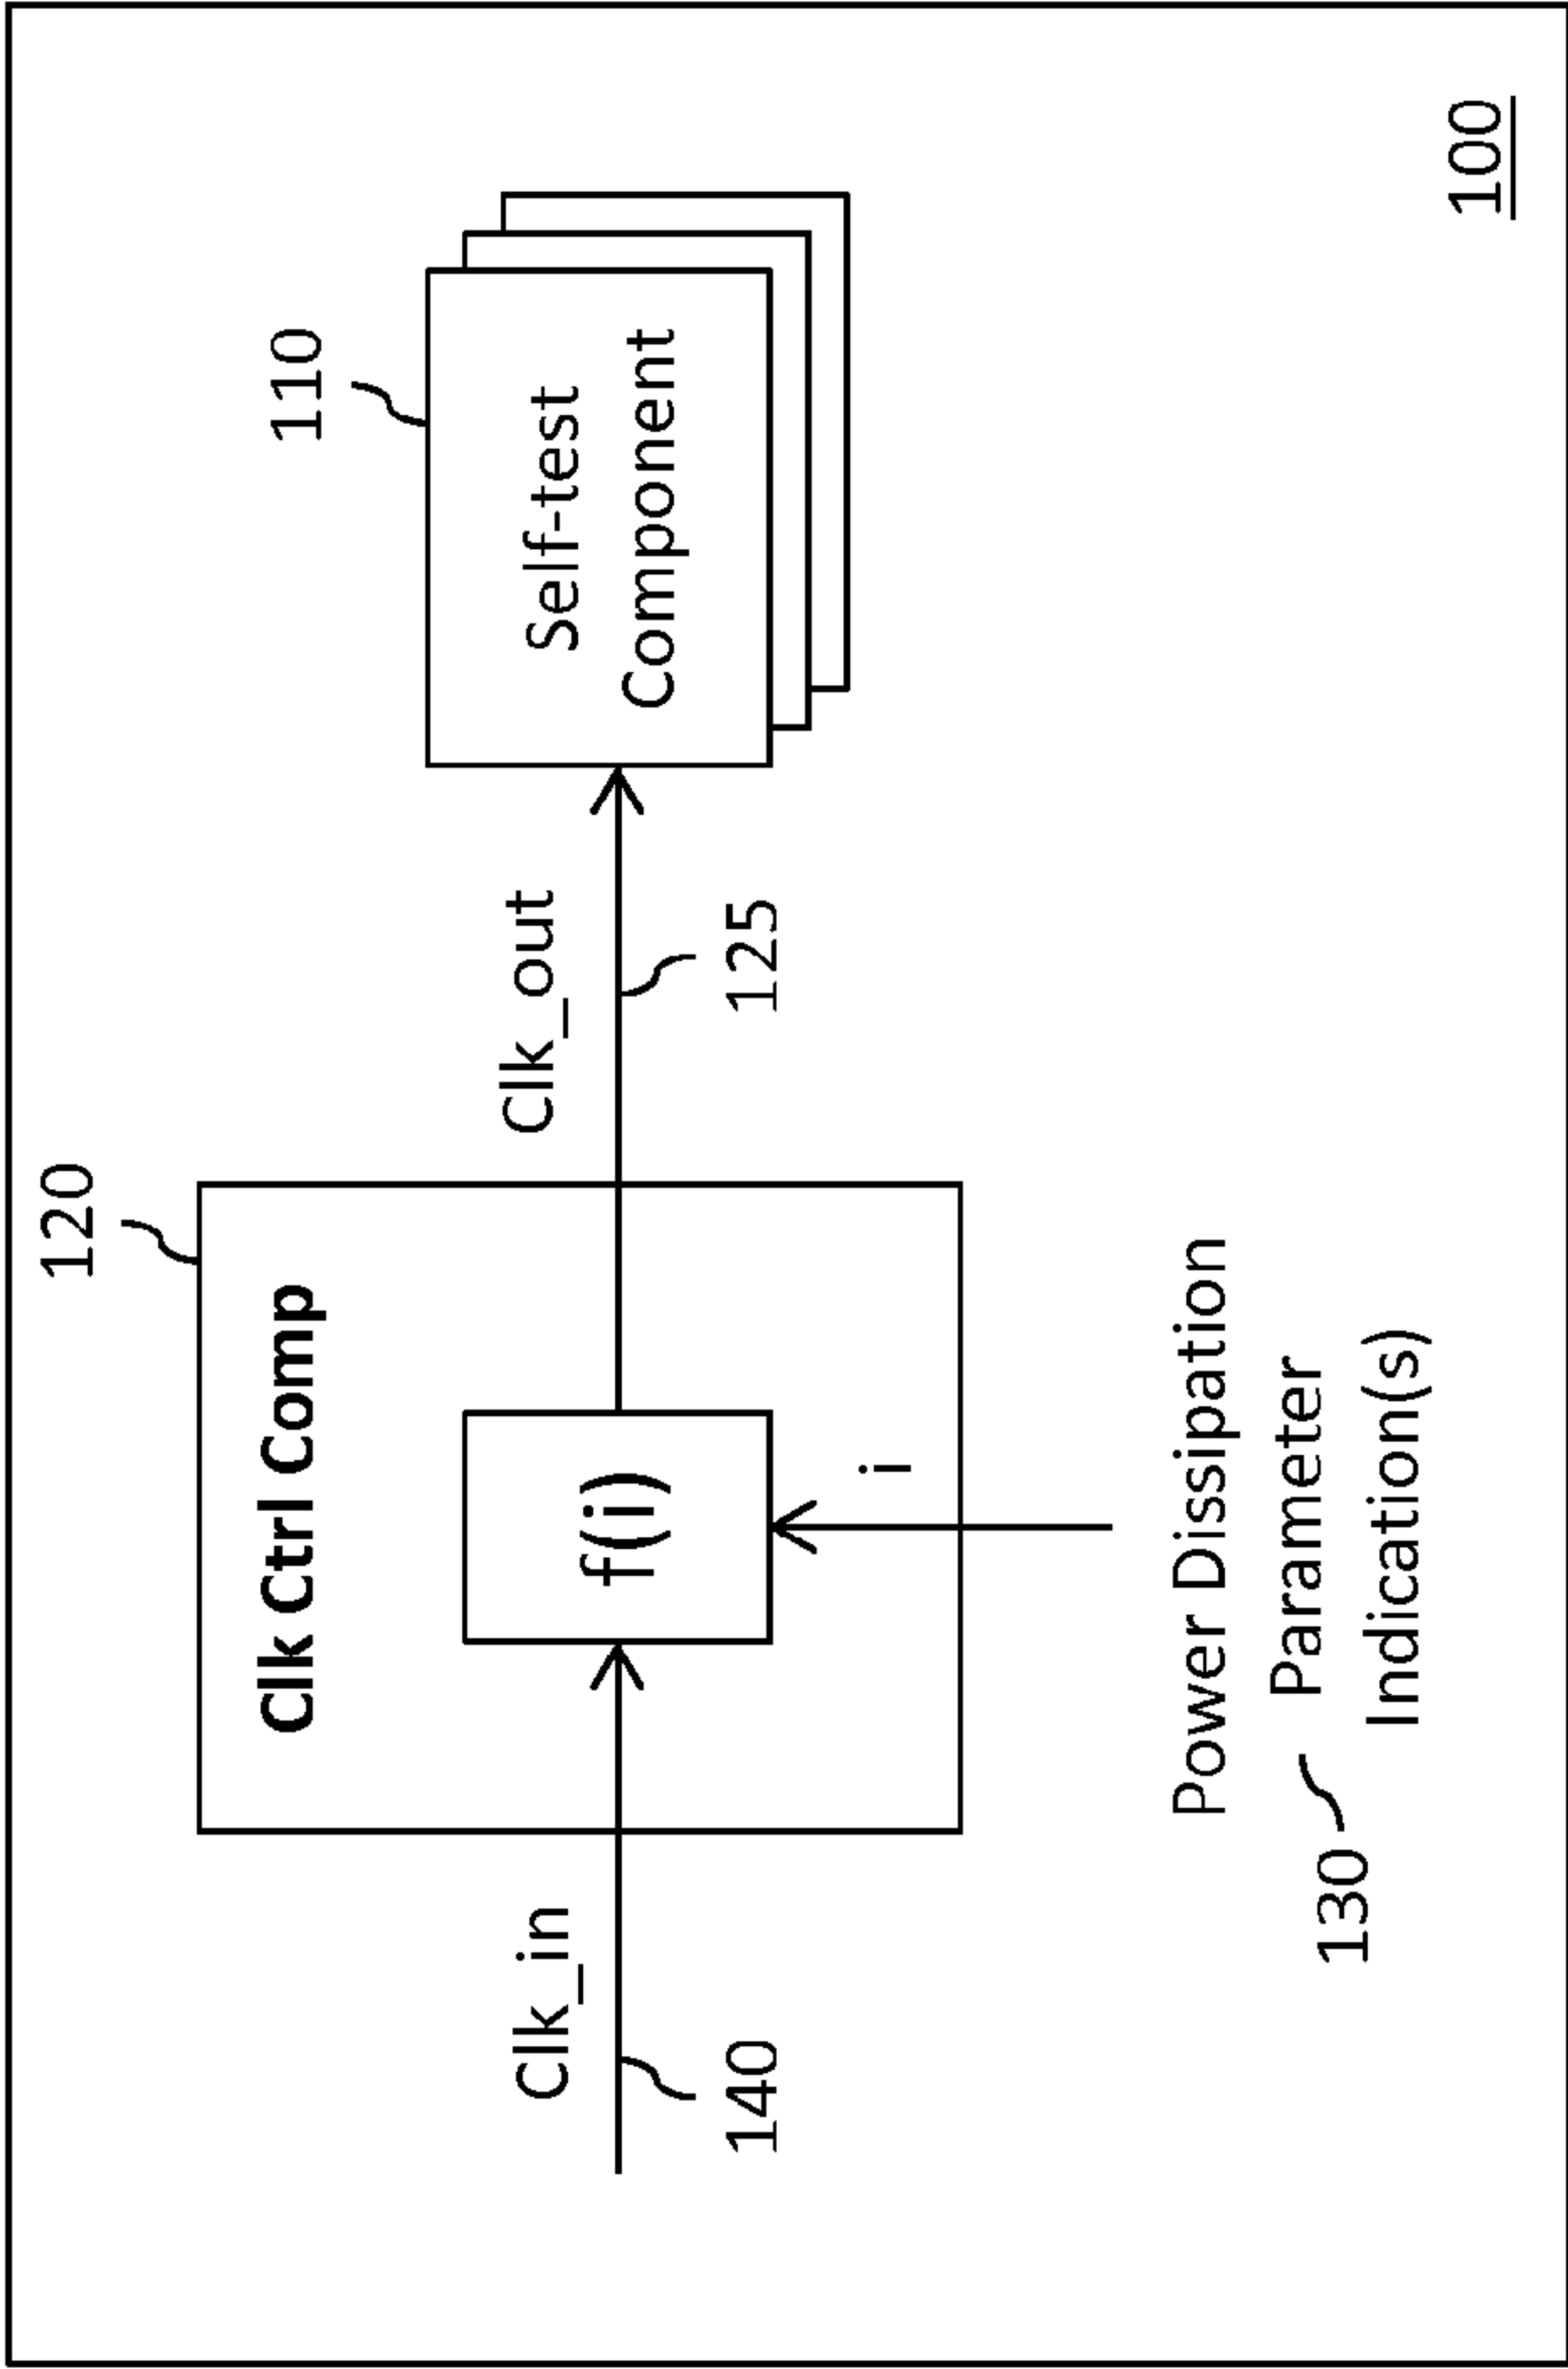 120
Clk Ctrl Comp
110
Clk_in
f(i)
Clk_out
Self-test
Component
140
125
i
Power Dissipation
Parameter
Indication(s)
130
100